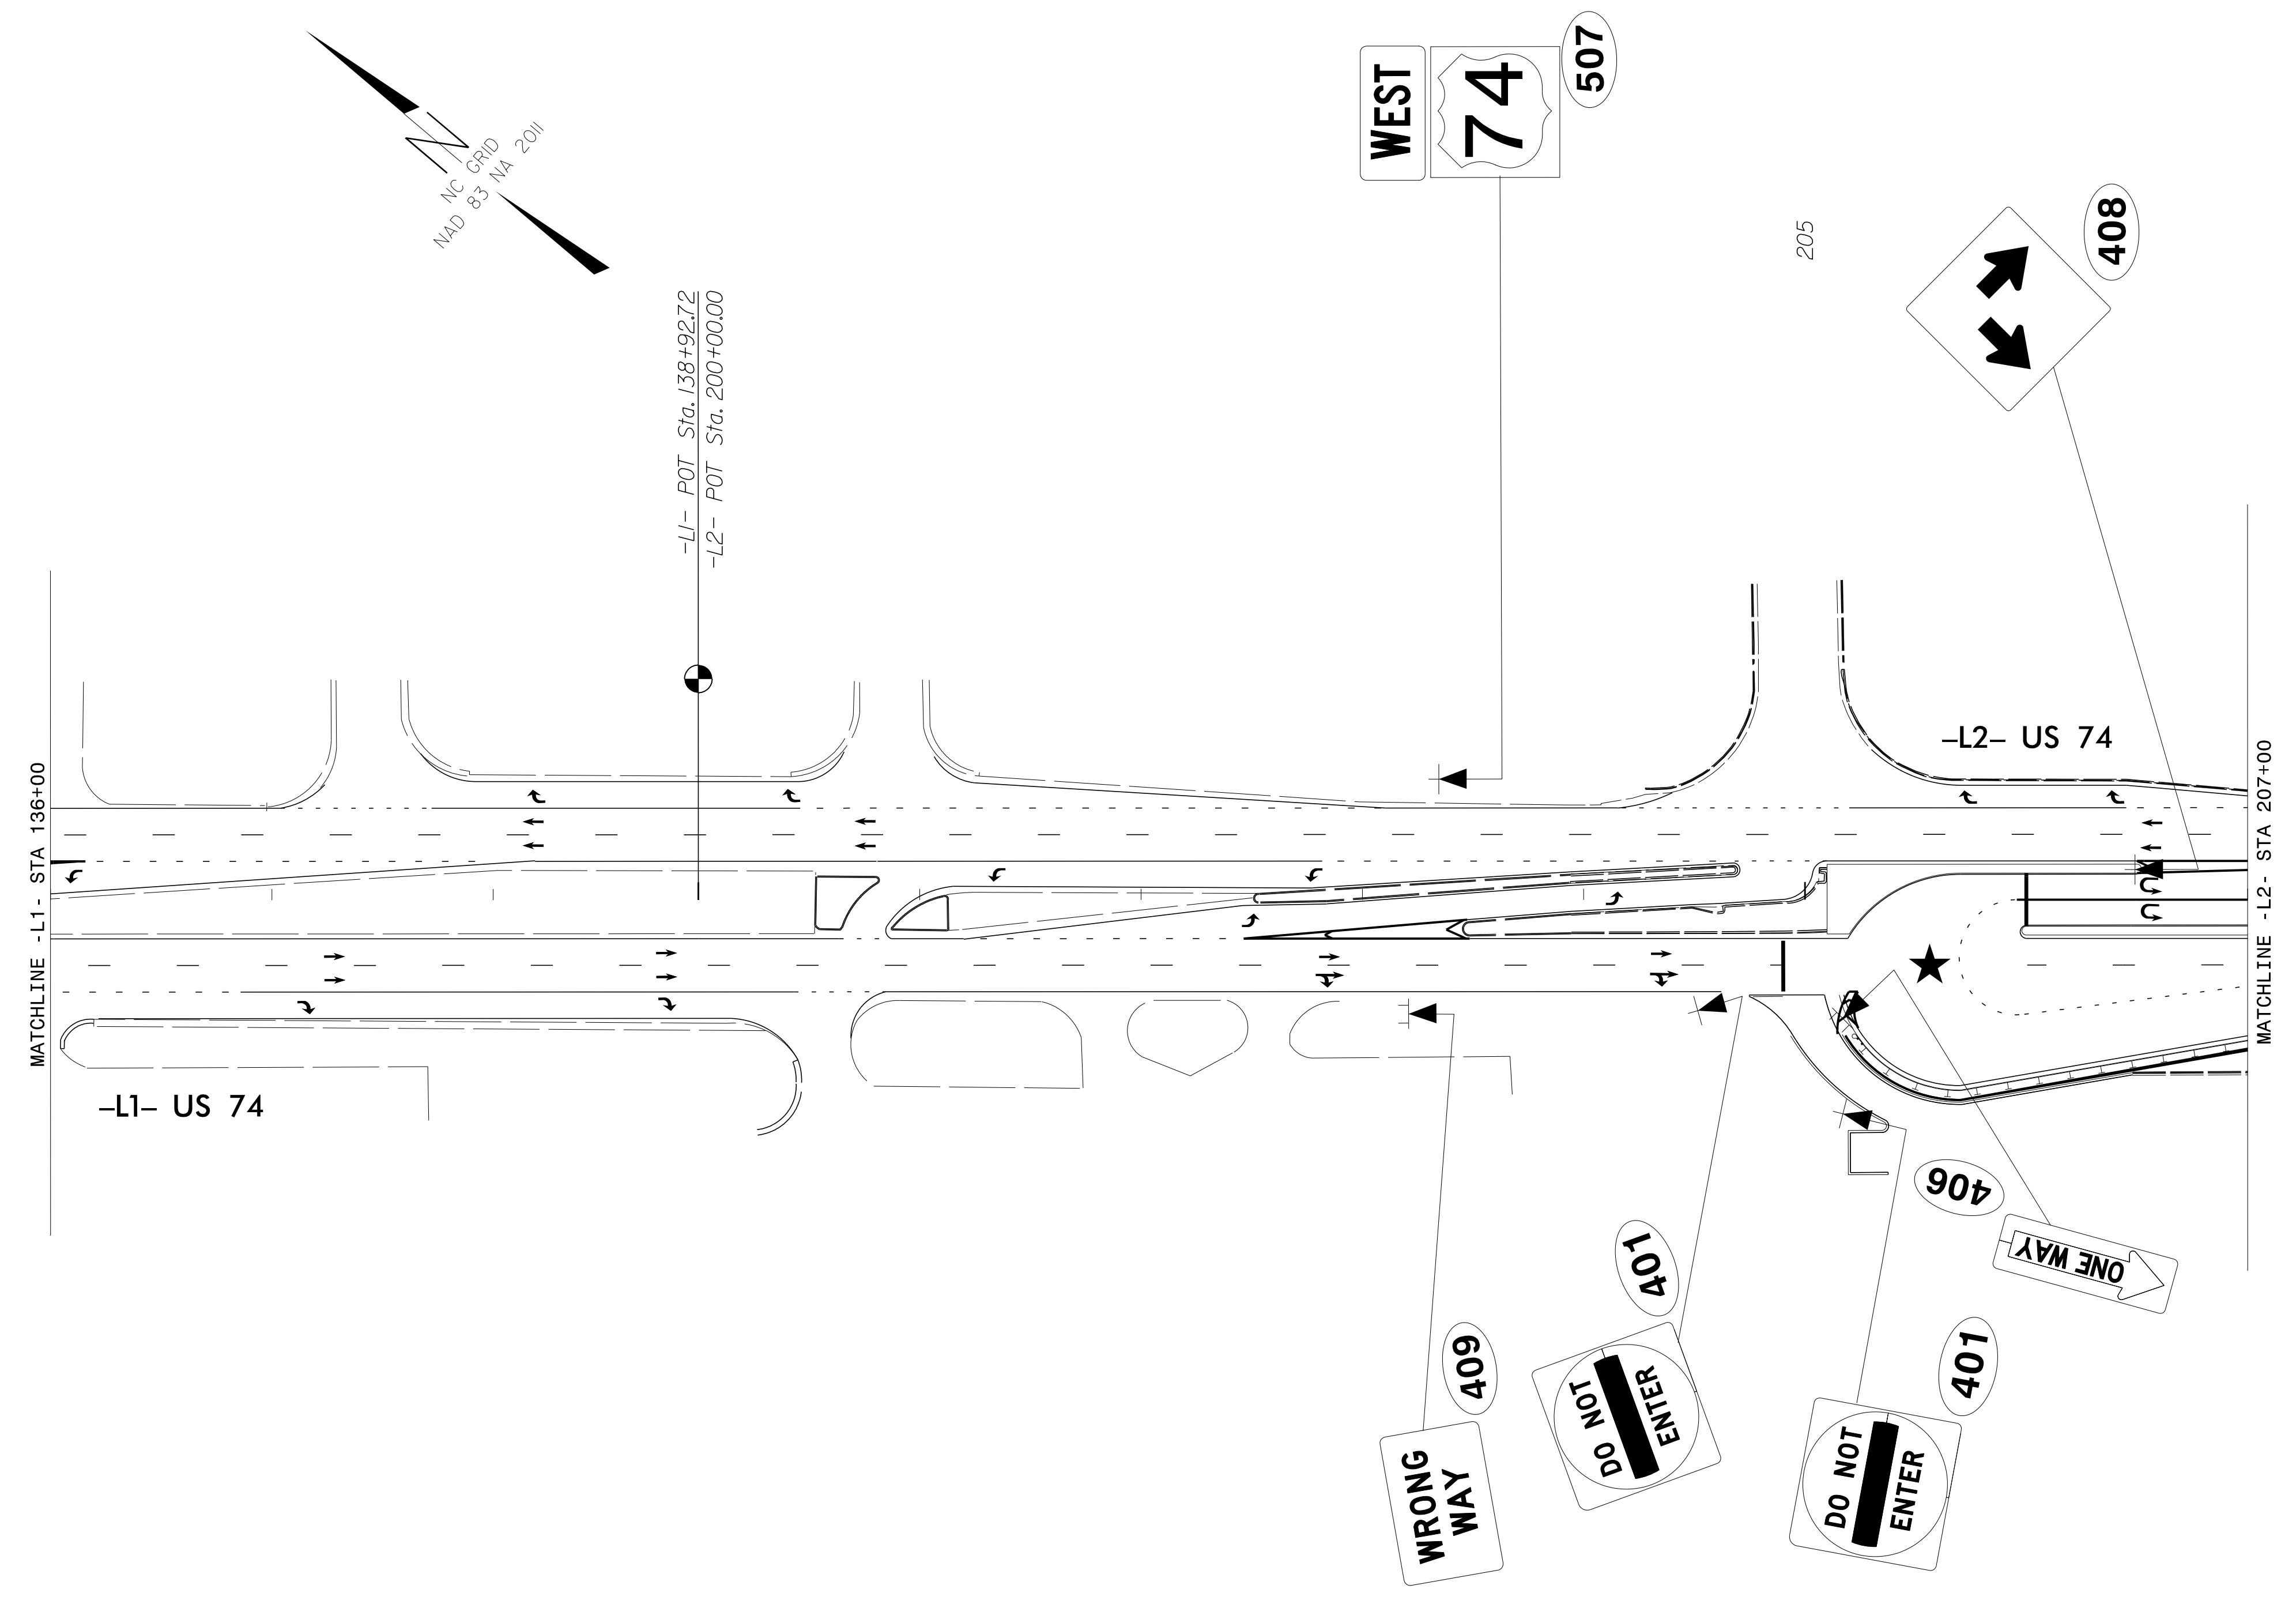 NC GRID
NAD 83 NA 2011
WEST
74
507
205
408
-L1- POT Sta. 138+92.72
-L2- POT Sta. 200+00.00
MATCHLINE -L1- STA 136+00
MATCHLINE -L2- STA 207+00
-L2- US 74
-L1- US 74
406
ONE WAY
401
DO NOT
ENTER
401
DO NOT
ENTER
409
WRONG
WAY